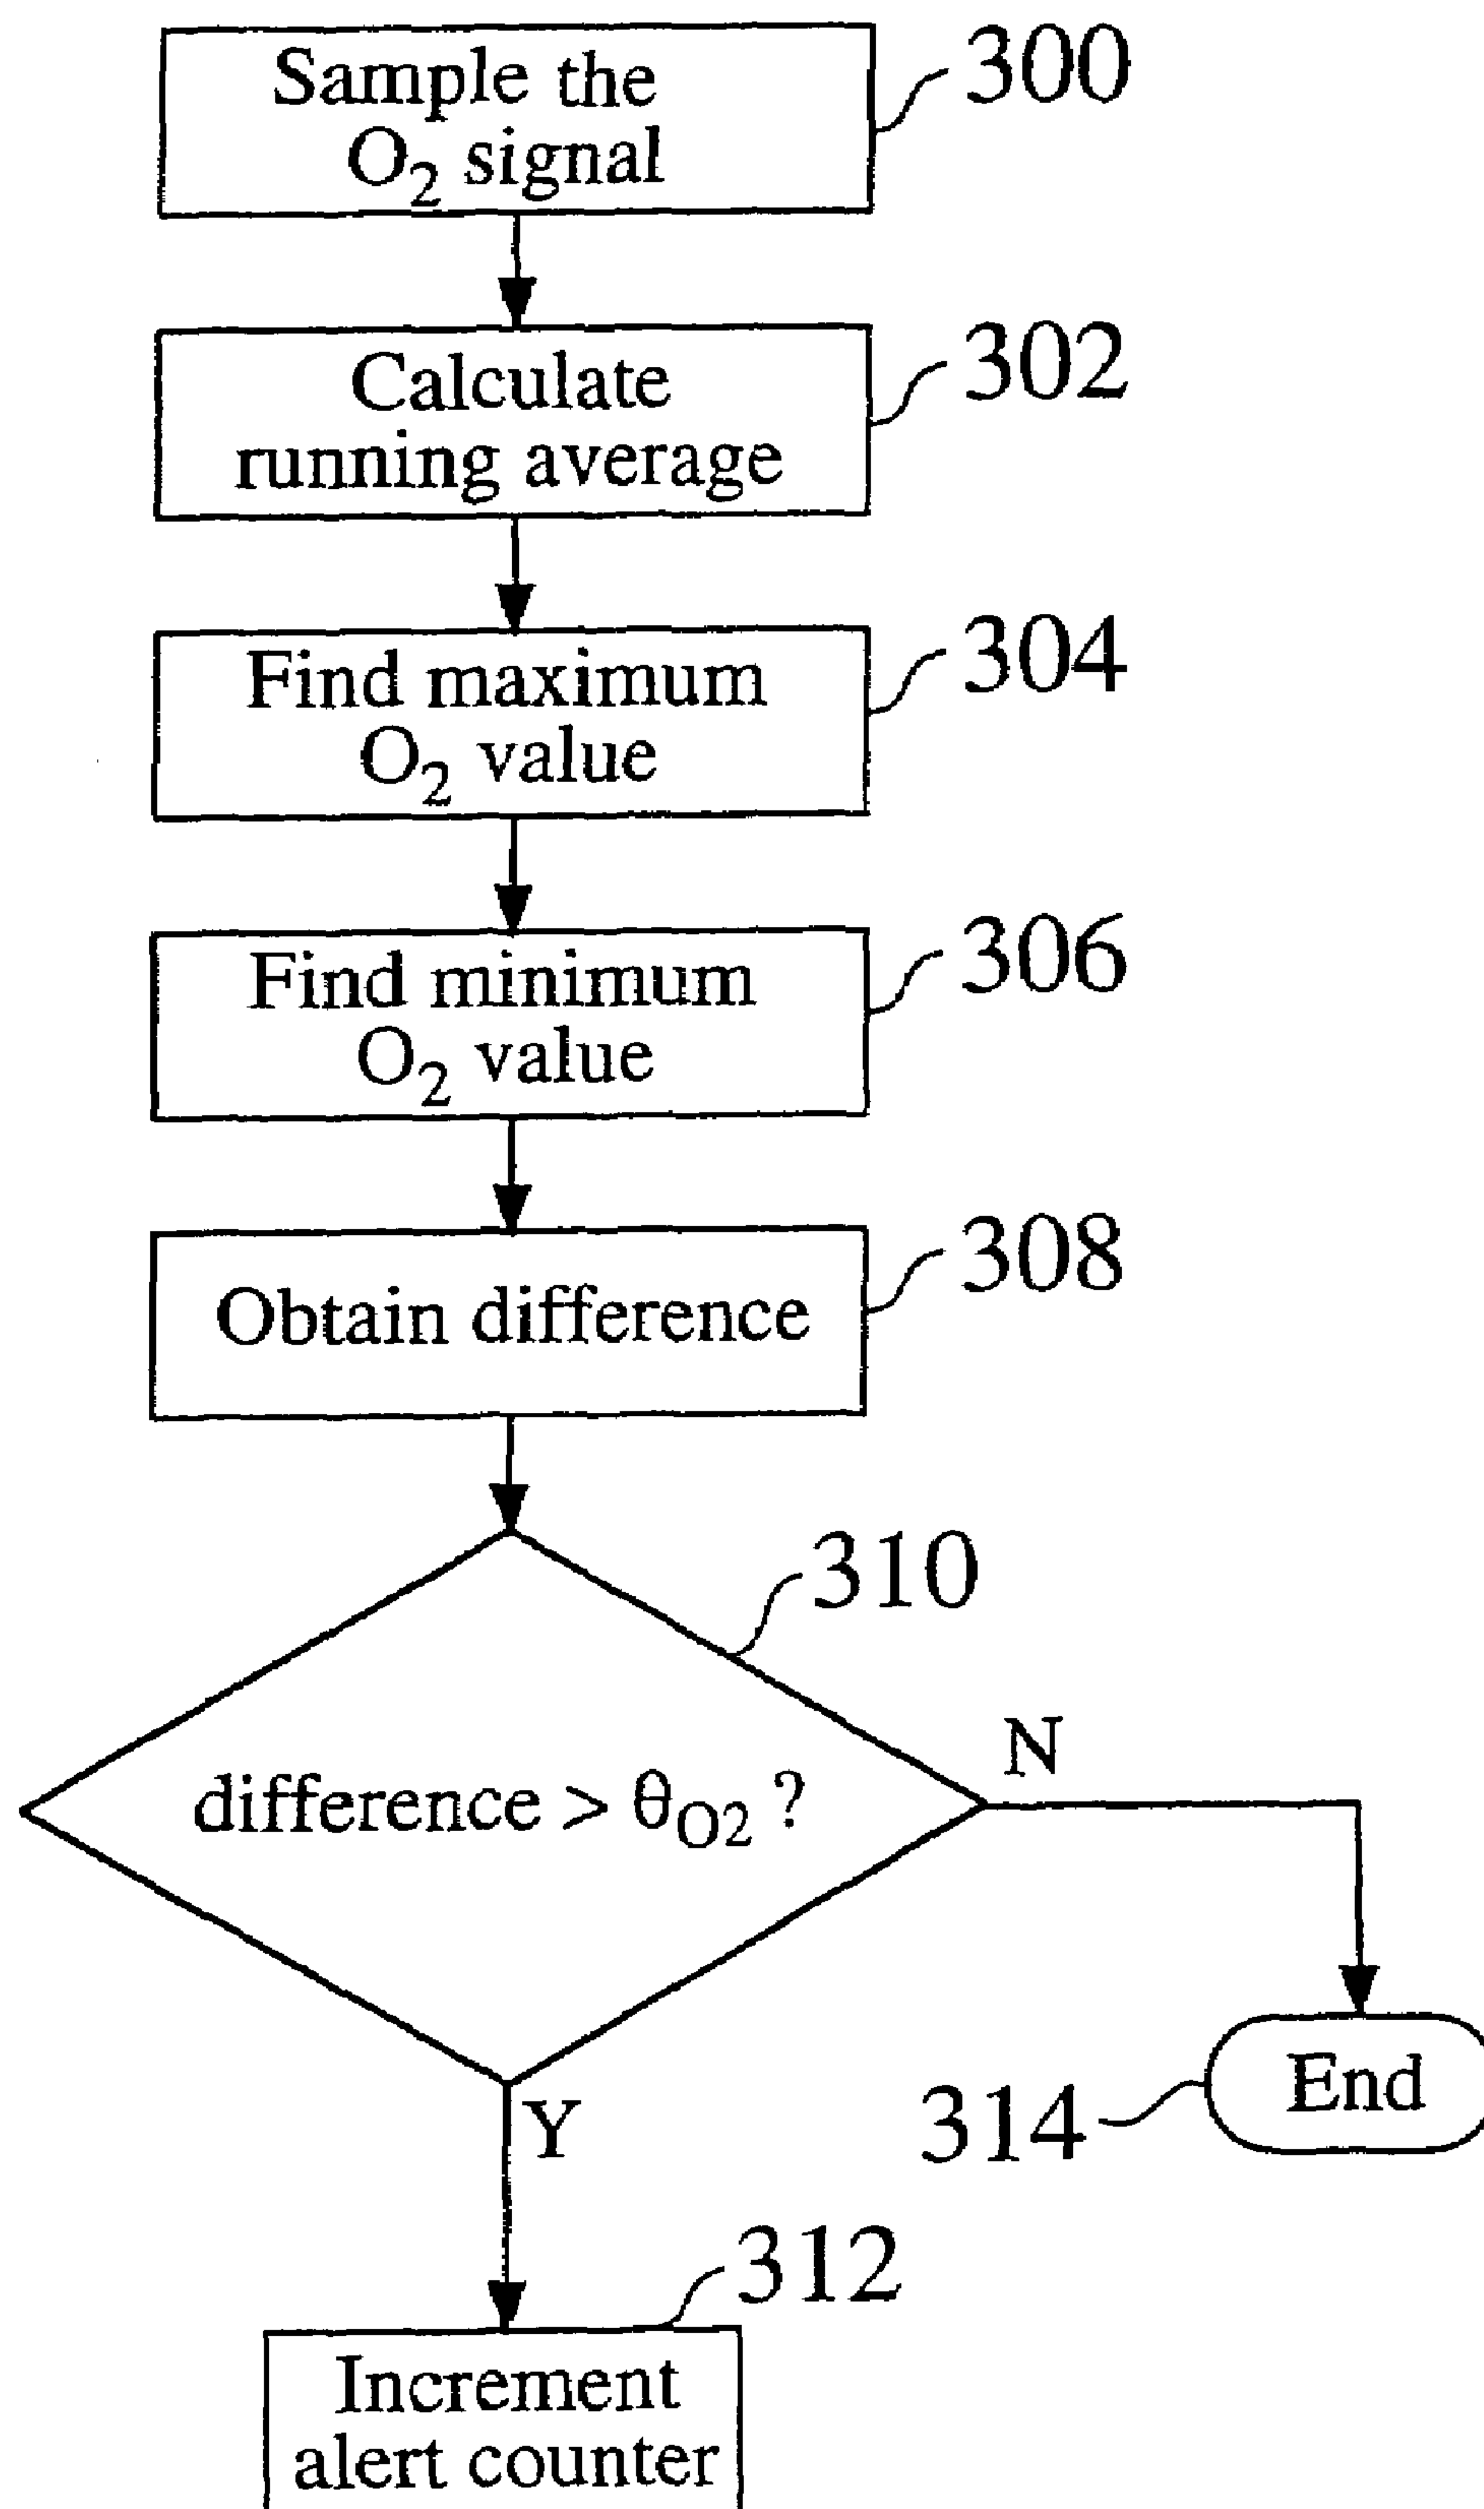 Sample the
O₂ signal
300
Calculate
running average
302
Find maximum
O₂ value
304
Find minimum
O₂ value
306
Obtain difference
308
310
difference > θO2 ?
N
End
314
Y
312
Increment
alert counter